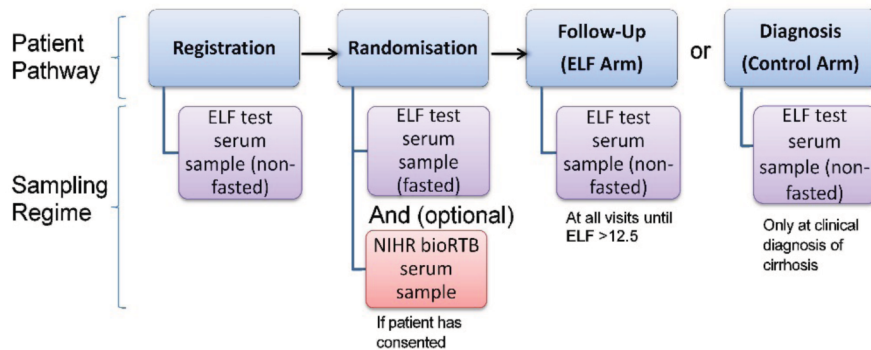 Patient
Pathway
Registration
Randomisation
Follow-Up
(ELF Arm)
or
Diagnosis
(Control Arm)
Sampling
Regime
ELF test
serum
sample (non-
fasted)
ELF test
serum
sample
(fasted)
And (optional)
NIHR bioRTB
serum
sample
If patient has
consented
ELF test
serum
sample (non-
fasted)
At all visits until
ELF >12.5
ELF test
serum
sample (non-
fasted)
Only at clinical
diagnosis of
cirrhosis